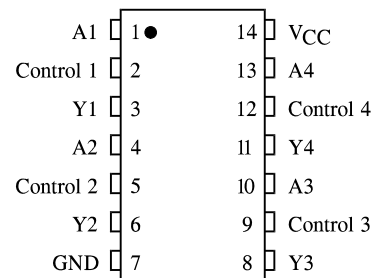 A1 1 14 VCC
Control 1 2 13 A4
Y1 3 12 Control 4
A2 4 11 Y4
Control 2 5 10 A3
Y2 6 9 Control 3
GND 7 8 Y3